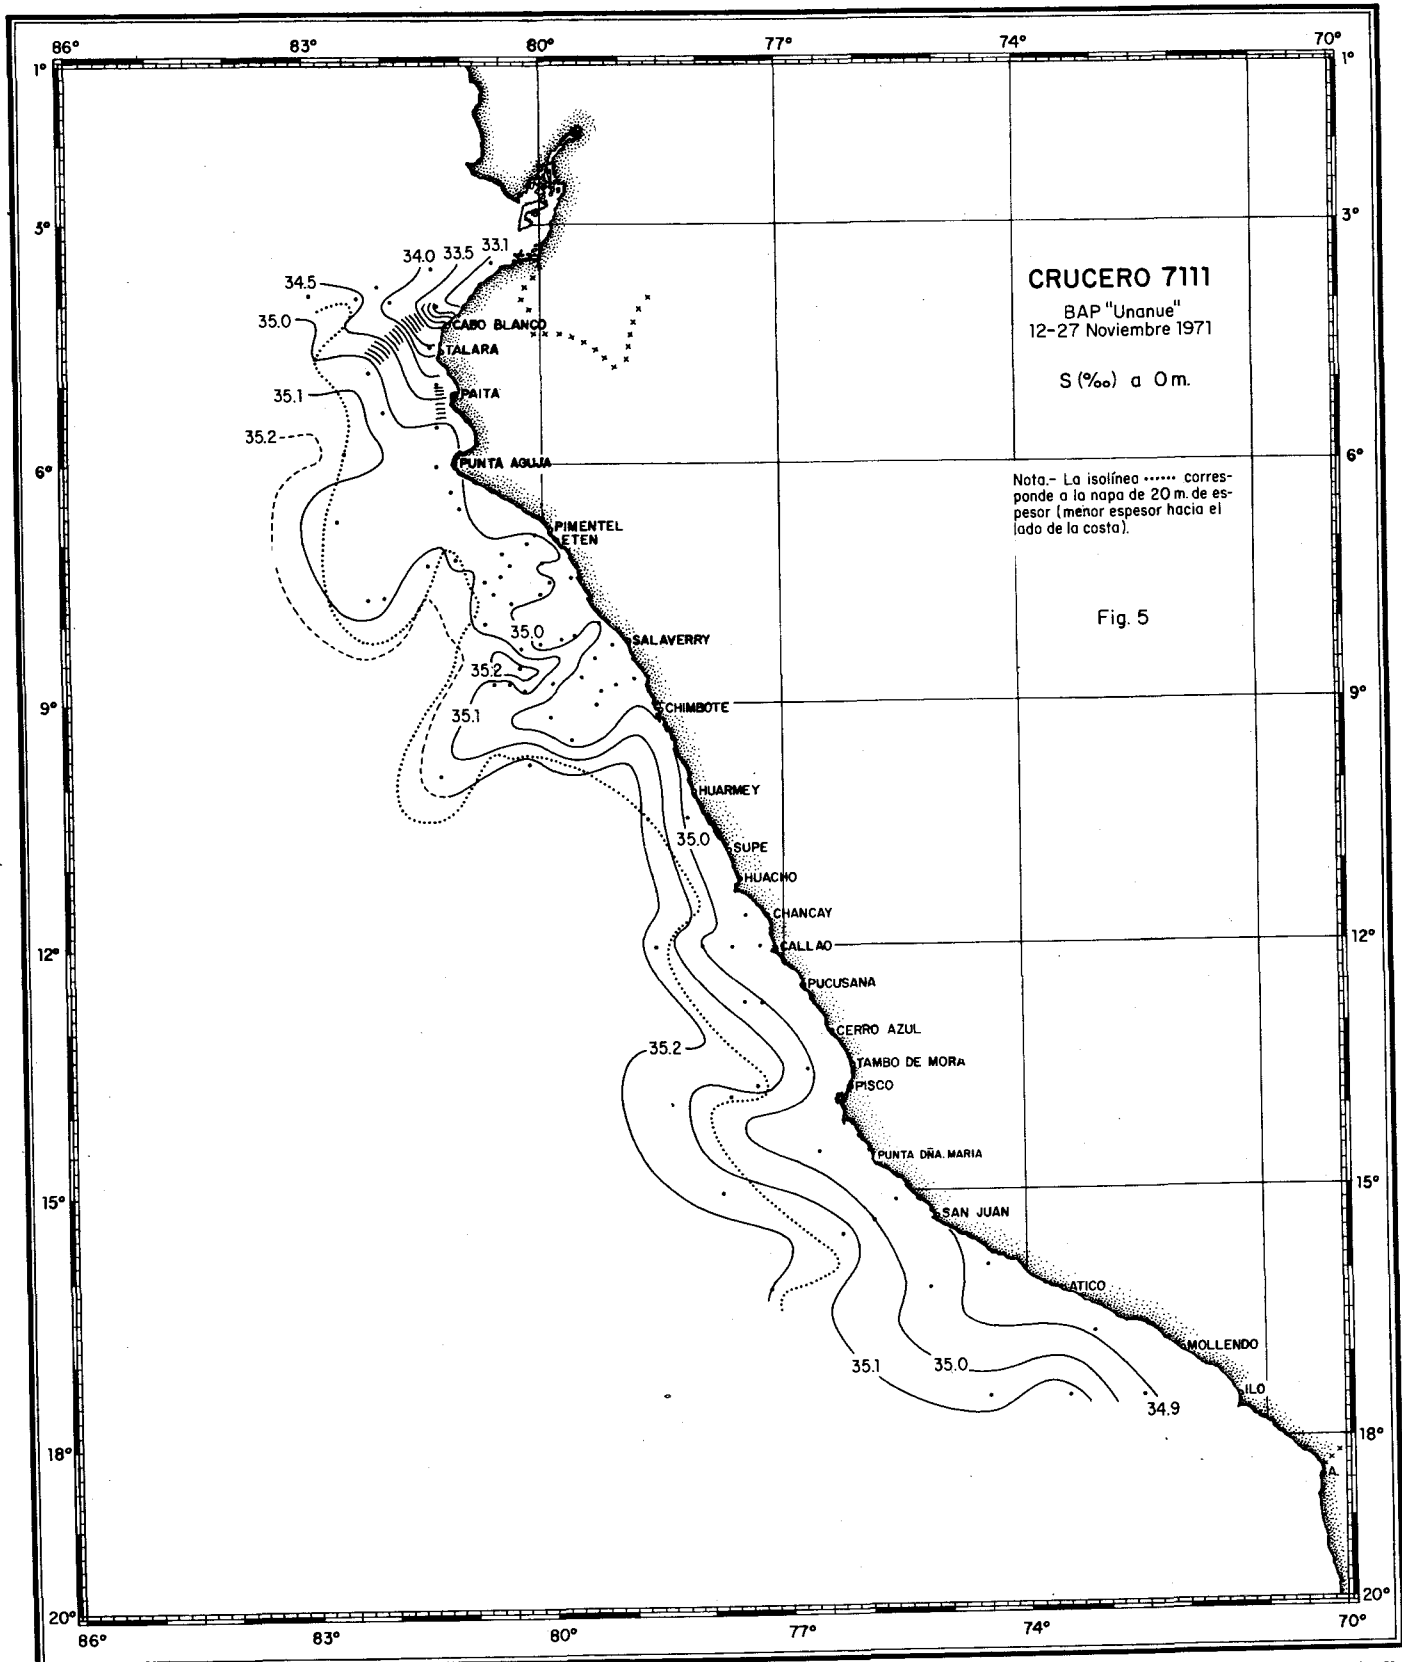 86° 83° 80° 77° 74° 70°
1° 1°
3° 3°
34.0 33.5 33.1
34.5
35.0
CABO BLANCO
TALARA
35.1
PAITA
35.2
PUNTA AGUJA
6° 6°
CRUCERO 7111
BAP "Unanue"
12-27 Noviembre 1971
S (‰) a 0 m.
Nota.- La isolínea ...... corres-
ponde a la napa de 20 m. de es-
pesor (menor espesor hacia el
lado de la costa).
Fig. 5
PIMENTEL
ETEN
35.0
SALAVERRY
35.2
9° 9°
35.1
CHIMBOTE
HUARMEY
35.0
SUPE
HUACHO
CHANCAY
12° CALLAO 12°
PUCUSANA
CERRO AZUL
35.2
TAMBO DE MORA
PISCO
PUNTA DÑA. MARIA
15° 15°
SAN JUAN
ATICO
MOLLENDO
35.1 35.0
ILO
34.9
18° 18°
A.
20° 20°
86° 83° 80° 77° 74° 70°